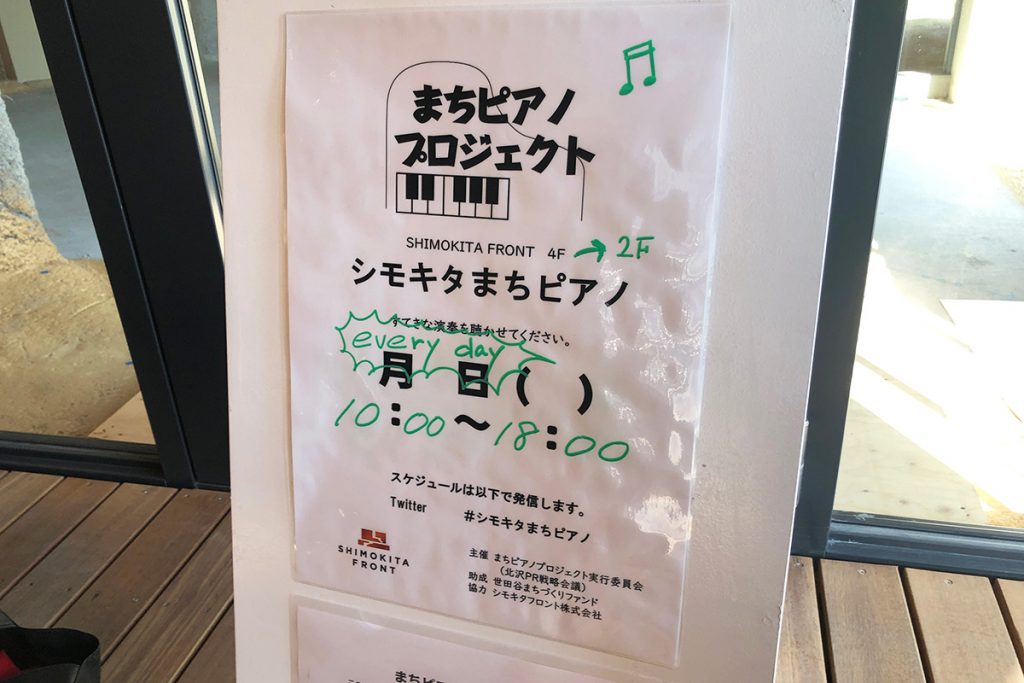 まちピアノ
プロジェクト
SHIMOKITA FRONT 4F → 2F
シモキタまちピアノ
すてきな演奏を聴かせてください。
every day
月 日 ( )
10:00~18:00
スケジュールは以下で発信します。
Twitter #シモキタまちピアノ
SHIMOKITA
FRONT
主催 まちピアノプロジェクト実行委員会
(北沢PR戦略会議)
助成 世田谷まちづくりファンド
協力 シモキタフロント株式会社